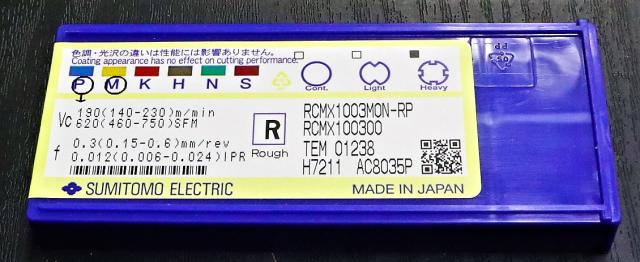 色調・光沢の違いは性能には影響ありません。
Coating appearance has no effect on cutting performance.
P M K H N S
Cont. Light Heavy
Vc 190(140-230)m/min
620(460-750)SFM
f 0.3(0.15-0.6)mm/rev
0.012(0.006-0.024)IPR
R
Rough
RCMX1003M0N-RP
RCMX100300
TEM 01238
H7211 AC8035P
SUMITOMO ELECTRIC
MADE IN JAPAN
PP